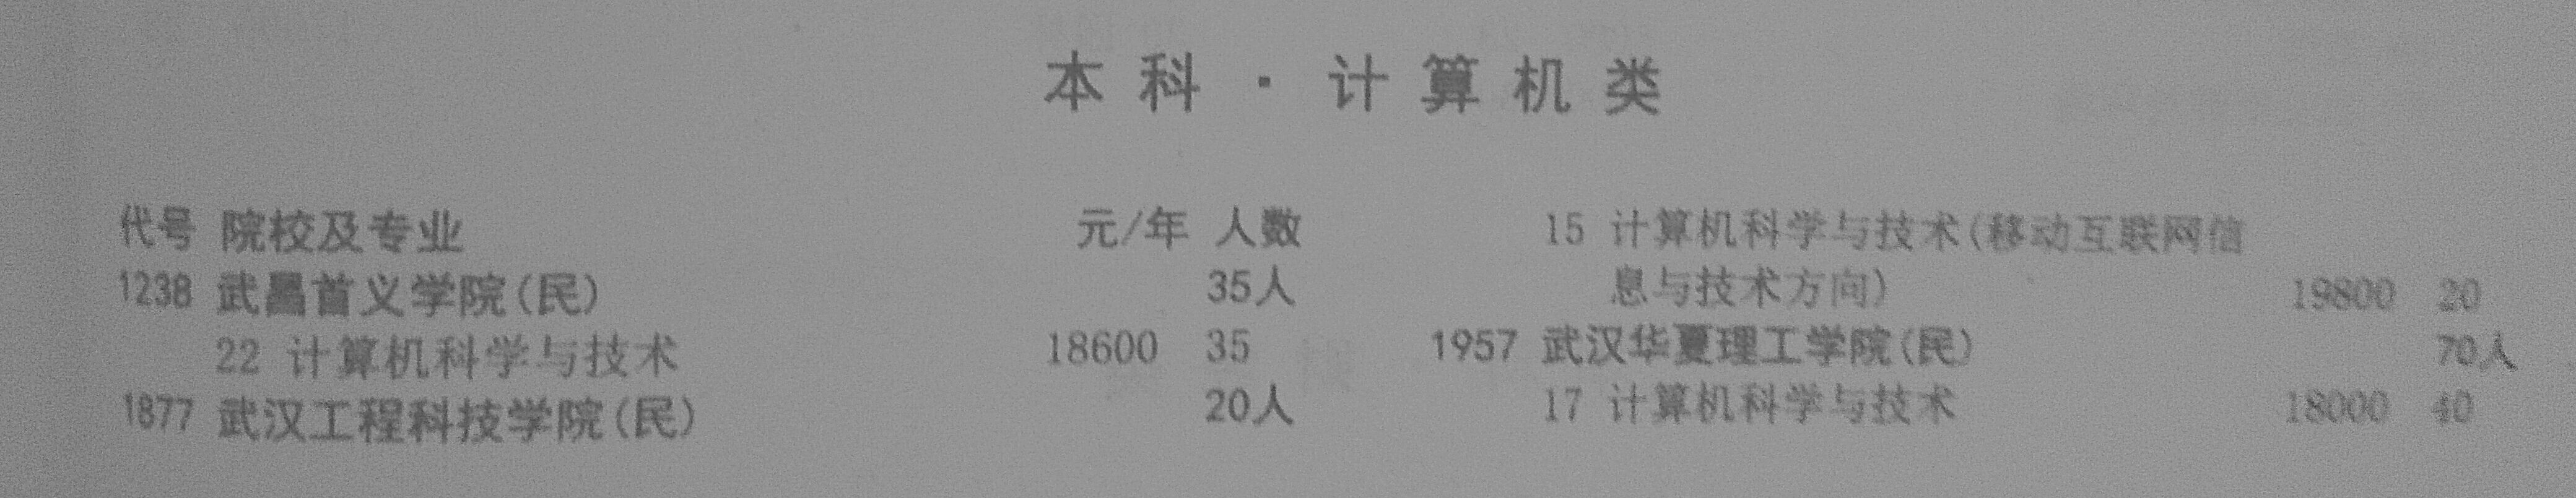 本科·计算机类
代号 院校及专业 元/年 人数
1238 武昌首义学院(民) 35人
22 计算机科学与技术 18600 35
1877 武汉工程科技学院(民) 20人
15 计算机科学与技术(移动互联网信
息与技术方向) 19800 20
1957 武汉华夏理工学院(民) 70人
17 计算机科学与技术 18000 40